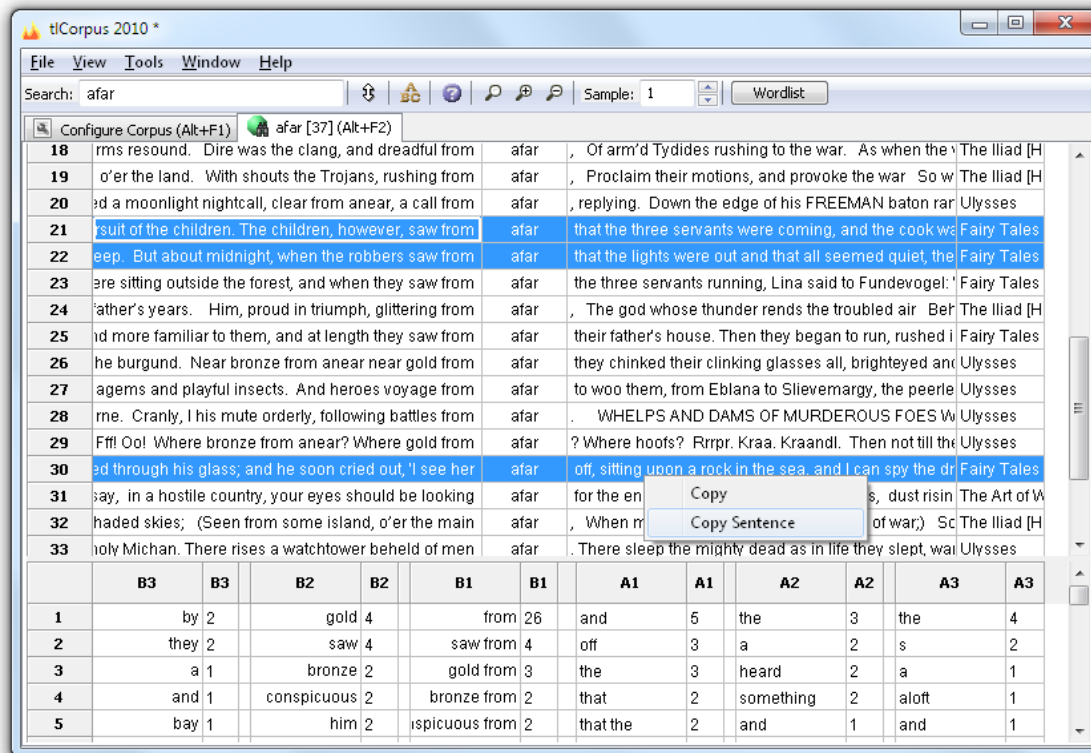 tlCorpus 2010 *
File View Tools Window Help
Search: afar Sample: 1 Wordlist
Configure Corpus (Alt+F1) afar [37] (Alt+F2)
18 rms resound. Dire was the clang, and dreadful from afar , Of arm'd Tydides rushing to the war. As when the The Iliad [H
19 o'er the land. With shouts the Trojans, rushing from afar , Proclaim their motions, and provoke the war So w The Iliad [H
20 ed a moonlight nightcall, clear from anear, a call from afar , replying. Down the edge of his FREEMAN baton rar Ulysses
21 rsuit of the children. The children, however, saw from afar that the three servants were coming, and the cook wa Fairy Tales
22 eep. But about midnight, when the robbers saw from afar that the lights were out and that all seemed quiet, the Fairy Tales
23 ere sitting outside the forest, and when they saw from afar the three servants running, Lina said to Fundevogel: ' Fairy Tales
24 father's years. Him, proud in triumph, glittering from afar , The god whose thunder rends the troubled air Beh The Iliad [H
25 nd more familiar to them, and at length they saw from afar their father's house. Then they began to run, rushed i Fairy Tales
26 he burgund. Near bronze from anear near gold from afar they chinked their clinking glasses all, brighteyed and Ulysses
27 agems and playful insects. And heroes voyage from afar to woo them, from Eblana to Slievemargy, the peerle Ulysses
28 rne. Cranly, I his mute orderly, following battles from afar . WHELPS AND DAMS OF MURDEROUS FOES W Ulysses
29 Fff! Oo! Where bronze from anear? Where gold from afar ? Where hoofs? Rrrpr. Kraa. Kraandl. Then not till the Ulysses
30 ed through his glass; and he soon cried out, 'I see her afar off, sitting upon a rock in the sea, and I can spy the dr Fairy Tales
31 say, in a hostile country, your eyes should be looking afar for the en s, dust risin The Art of W
Copy
32 haded skies; (Seen from some island, o'er the main afar , When m of war;) Sc The Iliad [H
Copy Sentence
33 holy Michan. There rises a watchtower beheld of men afar . There sleep the mighty dead as in life they slept, wai Ulysses
B3 B3 B2 B2 B1 B1 A1 A1 A2 A2 A3 A3
1 by 2 gold 4 from 26 and 5 the 3 the 4
2 they 2 saw 4 saw from 4 off 3 a 2 s 2
3 a 1 bronze 2 gold from 3 the 3 heard 2 a 1
4 and 1 conspicuous 2 bronze from 2 that 2 something 2 aloft 1
5 bay 1 him 2 nspicuous from 2 that the 2 and 1 and 1